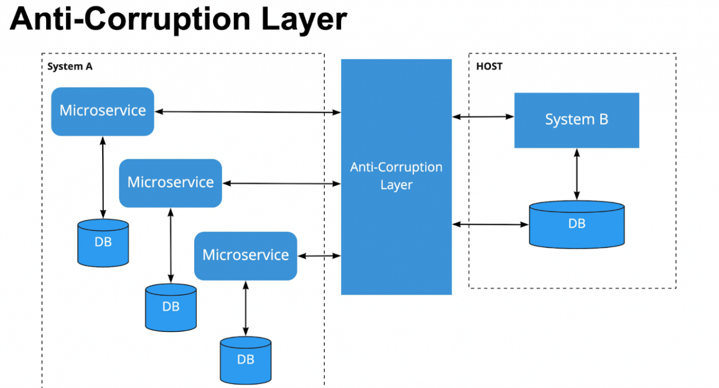 Anti-Corruption Layer
System A
HOST
Microservice
Microservice
Microservice
DB
DB
DB
Anti-Corruption
Layer
System B
DB